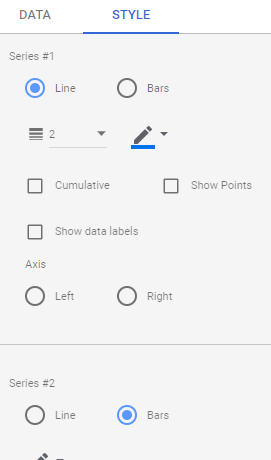 DATA STYLE
Series #1
Line Bars
2
Cumulative Show Points
Show data labels
Axis
Left Right
Series #2
Line Bars